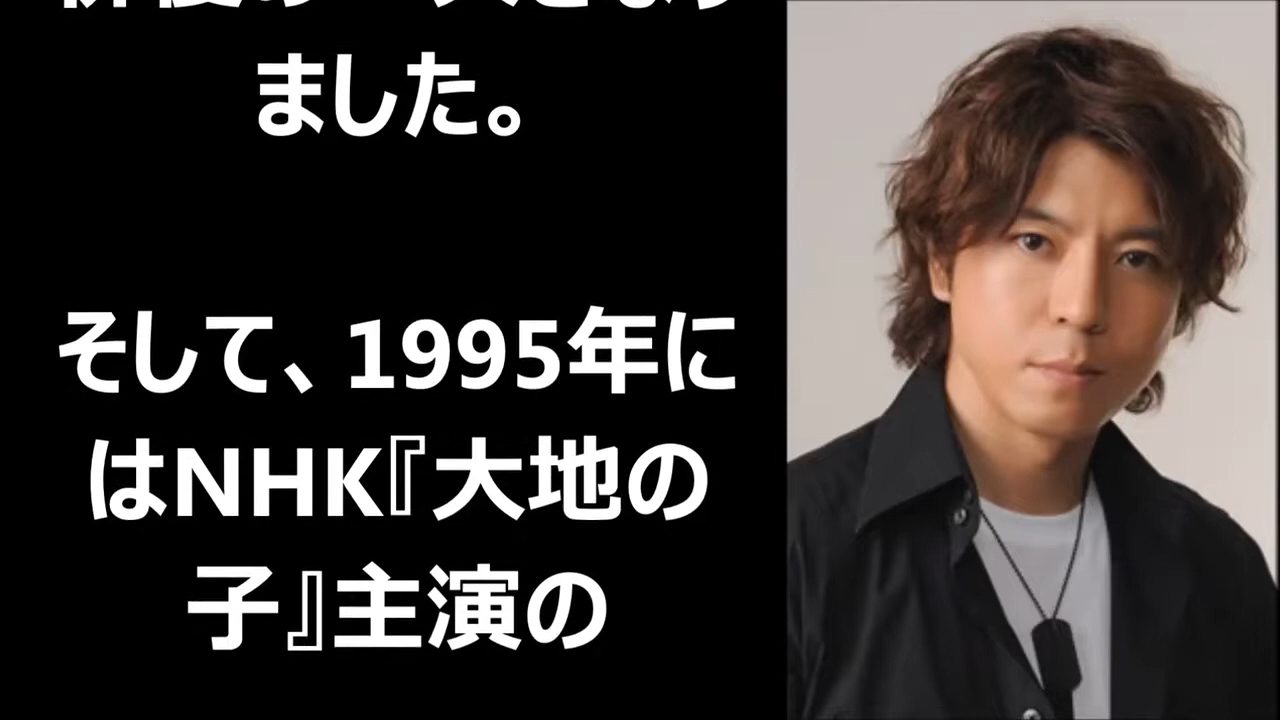 ました。
そして、1995年に
はNHK『大地の
子』主演の